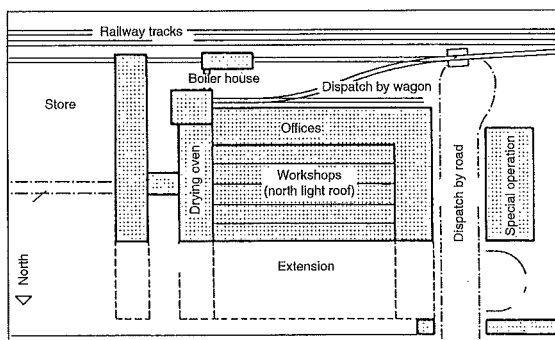 Railway tracks
Boiler house
Dispatch by wagon
Store
Offices
Drying oven
Workshops
(north light roof)
Dispatch by road
Special operation
Extension
North